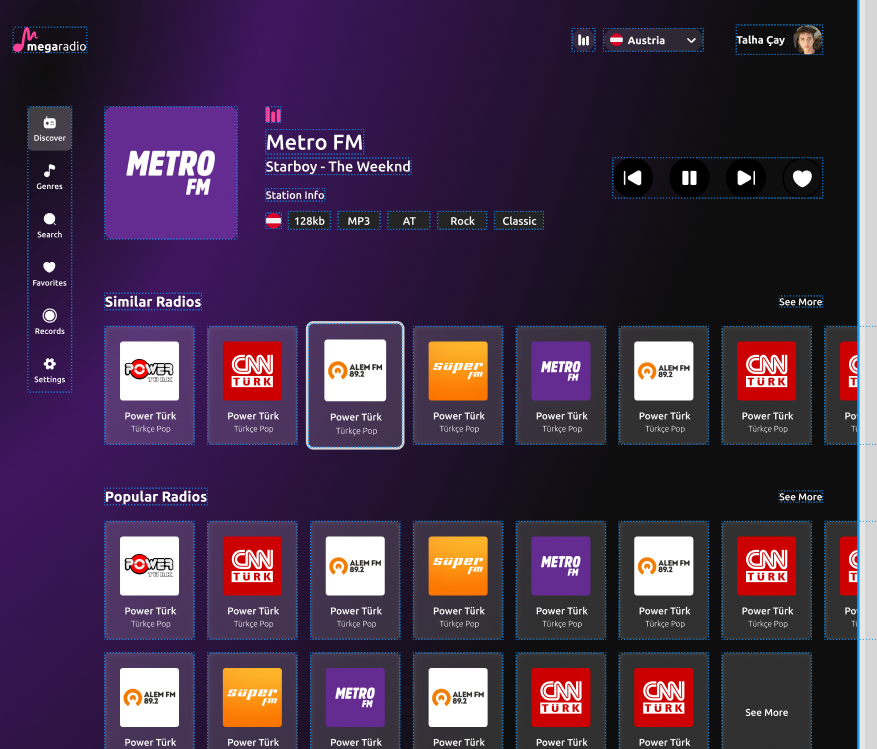 megaradio
Austria
Talha Çay
Discover
Genres
Search
Favorites
Records
Settings
METRO
FM
Metro FM
Starboy - The Weeknd
Station Info
128kb
MP3
AT
Rock
Classic
Similar Radios
See More
POWER
TÜRK
Power Türk
Türkçe Pop
CNN
TÜRK
Power Türk
Türkçe Pop
ALEM FM
89.2
Power Türk
Türkçe Pop
süper
fm
Power Türk
Türkçe Pop
METRO
FM
Power Türk
Türkçe Pop
ALEM FM
89.2
Power Türk
Türkçe Pop
CNN
TÜRK
Power Türk
Türkçe Pop
Popular Radios
See More
POWER
TÜRK
Power Türk
Türkçe Pop
CNN
TÜRK
Power Türk
Türkçe Pop
ALEM FM
89.2
Power Türk
Türkçe Pop
süper
fm
Power Türk
Türkçe Pop
METRO
FM
Power Türk
Türkçe Pop
ALEM FM
89.2
Power Türk
Türkçe Pop
CNN
TÜRK
Power Türk
Türkçe Pop
ALEM FM
89.2
Power Türk
süper
fm
Power Türk
METRO
FM
Power Türk
ALEM FM
89.2
Power Türk
CNN
TÜRK
Power Türk
CNN
TÜRK
Power Türk
See More